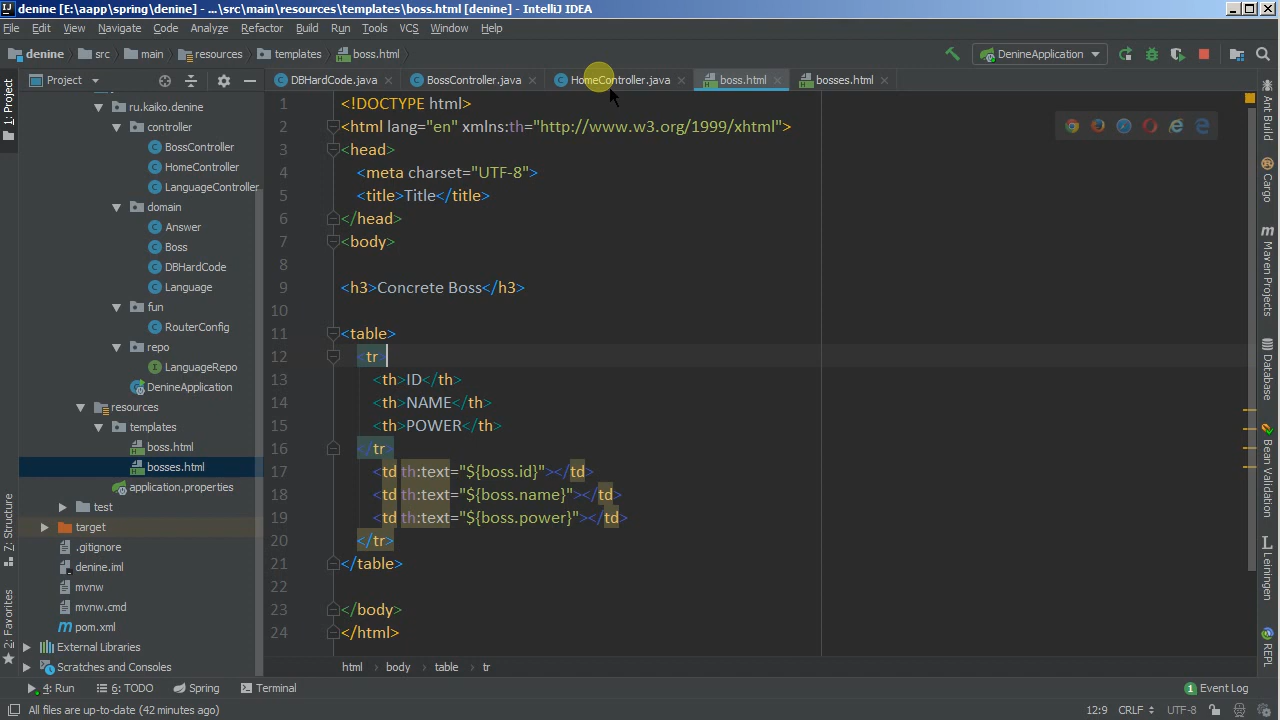 denine [E:\aapp\spring\denine] - ...\src\main\resources\templates\boss.html [denine] - IntelliJ IDEA
File Edit View Navigate Code Analyze Refactor Build Run Tools VCS Window Help
denine src main resources templates boss.html DenineApplication
Project DBHardCode.java BossController.java HomeController.java boss.html bosses.html
ru.kaiko.denine
controller
BossController
HomeController
LanguageController
domain
Answer
Boss
DBHardCode
Language
fun
RouterConfig
repo
LanguageRepo
DenineApplication
resources
templates
boss.html
bosses.html
application.properties
test
target
.gitignore
denine.iml
mvnw
mvnw.cmd
pom.xml
External Libraries
Scratches and Consoles
1 <!DOCTYPE html>
2 <html lang="en" xmlns:th="http://www.w3.org/1999/xhtml">
3 <head>
4 <meta charset="UTF-8">
5 <title>Title</title>
6 </head>
7 <body>
8
9 <h3>Concrete Boss</h3>
10
11 <table>
12 <tr>
13 <th>ID</th>
14 <th>NAME</th>
15 <th>POWER</th>
16 </tr>
17 <td th:text="${boss.id}"></td>
18 <td th:text="${boss.name}"></td>
19 <td th:text="${boss.power}"></td>
20 </tr>
21 </table>
22
23 </body>
24 </html>
html body table tr
1: Project
Z: Structure
2: Favorites
Ant Build
Cargo
Maven Projects
Database
Bean Validation
Leiningen
REPL
4: Run 6: TODO Spring Terminal 1 Event Log
All files are up-to-date (42 minutes ago) 12:9 CRLF UTF-8